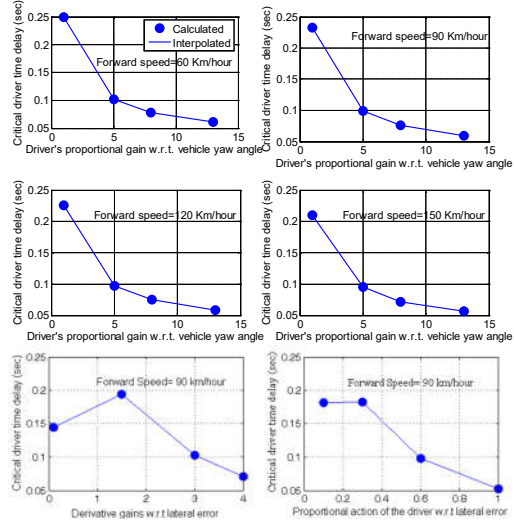 Critical driver time delay (sec)
0.25
0.2
0.15
0.1
0.05
0 5 10 15
Calculated
Interpolated
Forward speed=60 Km/hour
Driver's proportional gain w.r.t. vehicle yaw angle
Critical driver time delay (sec)
0.25
0.2
0.15
0.1
0.05
0 5 10 15
Forward speed=90 Km/hour
Driver's proportional gain w.r.t. vehicle yaw angle
Critical driver time delay (sec)
0.25
0.2
0.15
0.1
0.05
0 5 10 15
Forward speed=120 Km/hour
Driver's proportional gain w.r.t. vehicle yaw angle
Critical driver time delay (sec)
0.25
0.2
0.15
0.1
0.05
0 5 10 15
Forward speed=150 Km/hour
Driver's proportional gain w.r.t. vehicle yaw angle
Critical driver time delay (sec)
0.25
0.2
0.15
0.1
0.05
0 1 2 3 4
Forward Speed= 90 km/hour
Derivative gains w.r.t lateral error
Critical driver time delay (sec)
0.25
0.2
0.15
0.1
0.05
0 0.2 0.4 0.6 0.8 1
Forward Speed= 90 km/hour
Proportional action of the driver w.r.t lateral error